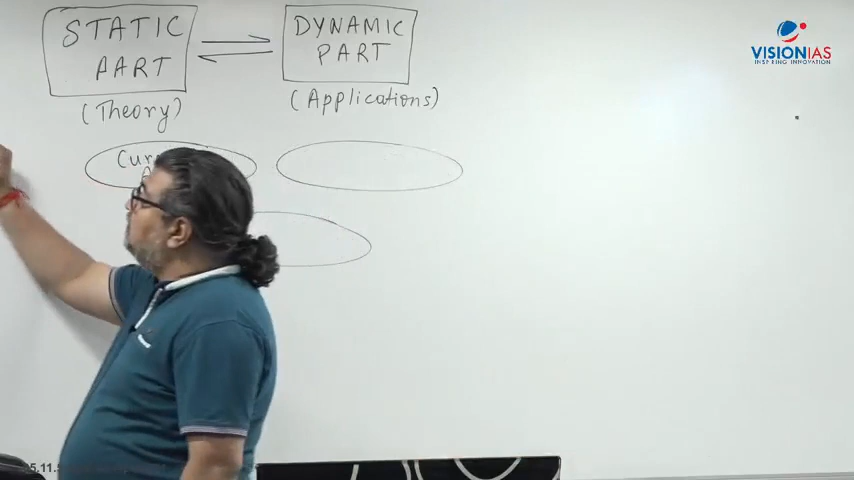 STATIC
PART
(Theory)
DYNAMIC
PART
(Applications)
VISIONIAS
INSPIRING INNOVATION